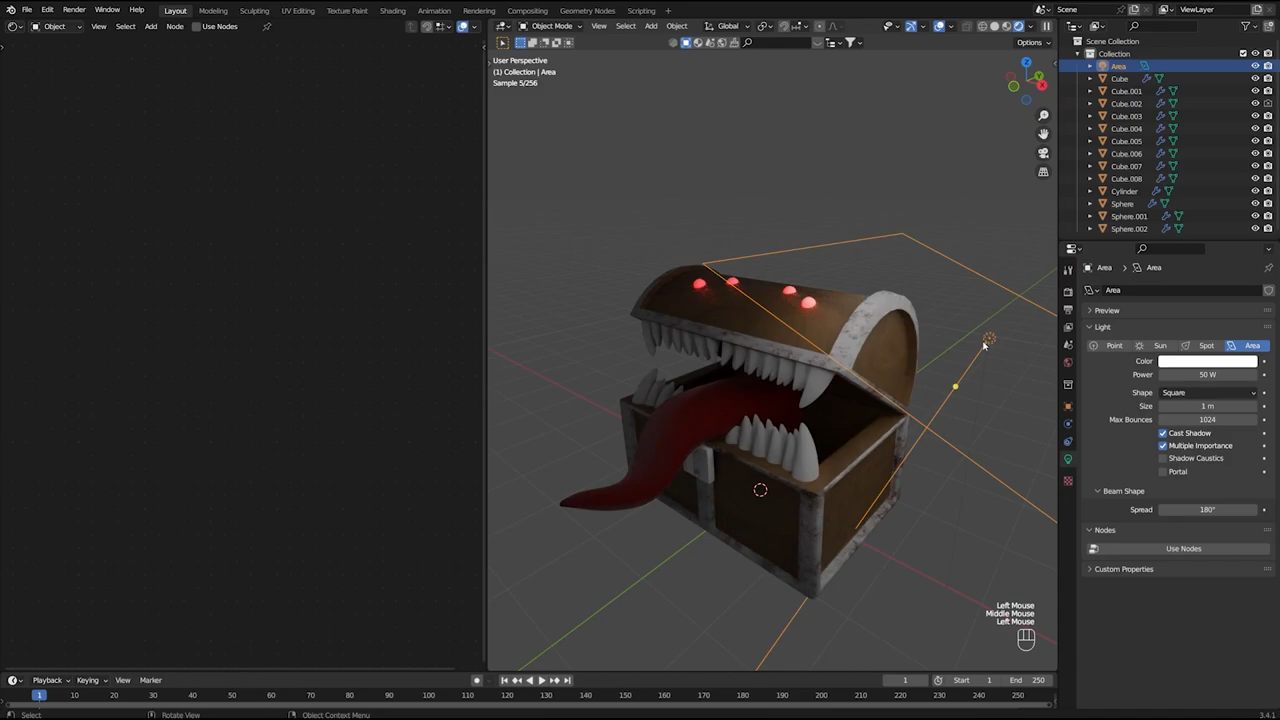 File Edit Render Window Help Layout Modeling Sculpting UV Editing Texture Paint Shading Animation Rendering Compositing Geometry Nodes Scripting + Scene ViewLayer
Object View Select Add Node Use Nodes Object Mode View Select Add Object Global
Options
User Perspective
(1) Collection | Area
Sample 5/256
Z
Y
X
Scene Collection
Collection
Area
Cube
Cube.001
Cube.002
Cube.003
Cube.004
Cube.005
Cube.006
Cube.007
Cube.008
Cylinder
Sphere
Sphere.001
Sphere.002
Area Area
Area
Preview
Light
Point Sun Spot Area
Color
Power 50 W
Shape Square
Size 1 m
Max Bounces 1024
Cast Shadow
Multiple Importance
Shadow Caustics
Portal
Beam Shape
Spread 180°
Nodes
Use Nodes
Custom Properties
Left Mouse
Middle Mouse
Left Mouse
Playback Keying View Marker 1 Start 1 End 250
1 10 20 30 40 50 60 70 80 90 100 110 120 130 140 150 160 170 180 190 200 210 220 230 240 250
Select Rotate View Object Context Menu 3.4.1